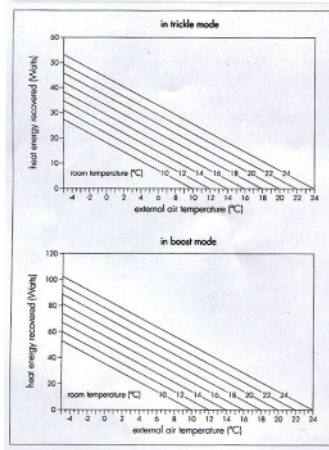 in trickle mode
60
50
40
30
20
10
0
heat energy recovered (Watts)
room temperature (°C) 10 12 14 16 18 20 22 24
-4 -2 0 2 4 6 8 10 12 14 16 18 20 22 24
external air temperature (°C)
in boost mode
120
100
80
60
40
20
0
heat energy recovered (Watts)
room temperature (°C) 10 12 14 16 18 20 22 24
-4 -2 0 2 4 6 8 10 12 14 16 18 20 22 24
external air temperature (°C)